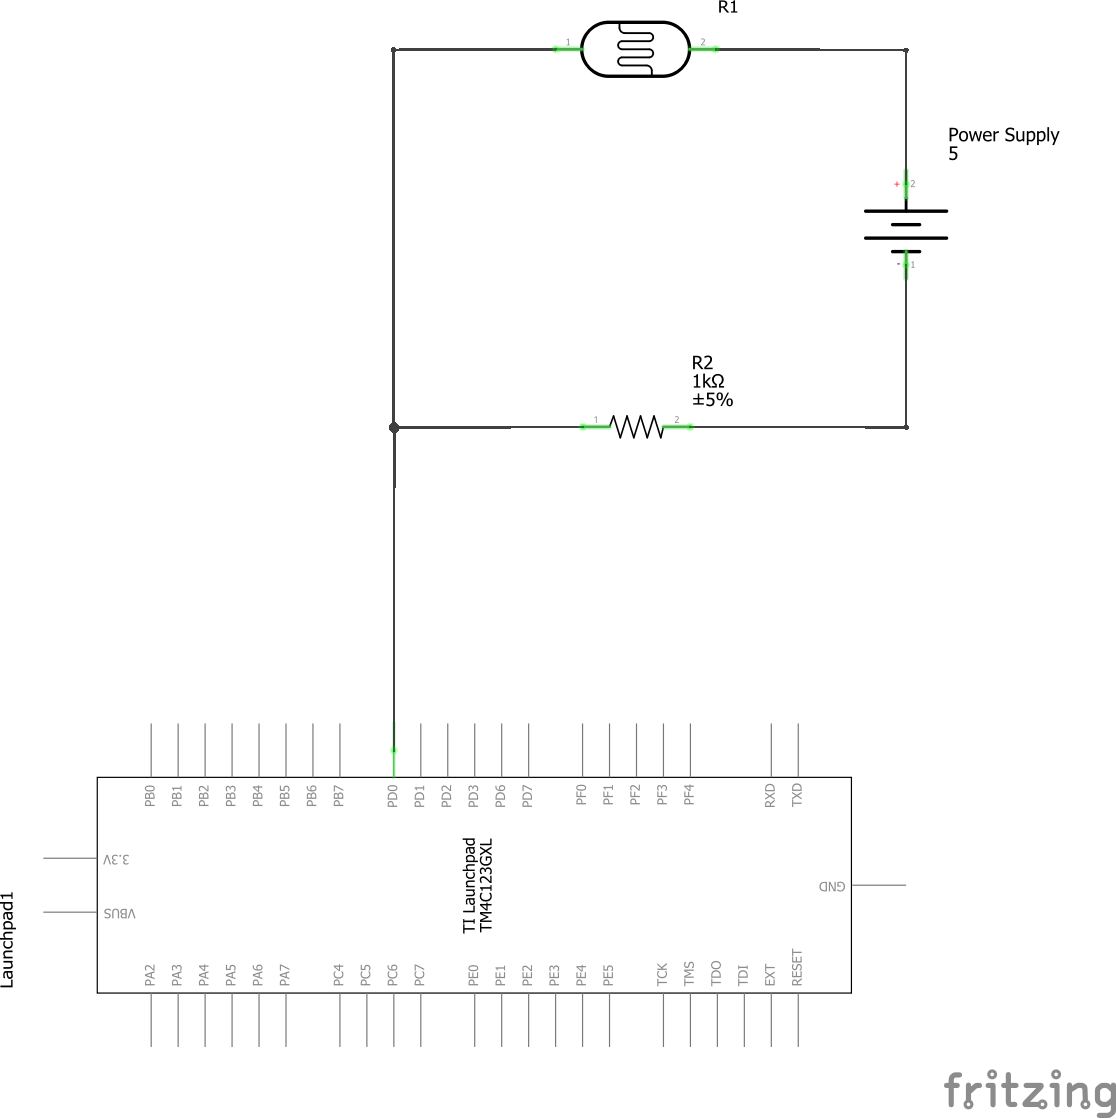 R1
1
2
Power Supply
5
+
2
-
1
R2
1kΩ
±5%
1
2
PB0
PB1
PB2
PB3
PB4
PB5
PB6
PB7
PD0
PD1
PD2
PD3
PD6
PD7
PF0
PF1
PF2
PF3
PF4
RXD
TXD
3.3V
VBUS
GND
Launchpad1
TI Launchpad
TM4C123GXL
PA2
PA3
PA4
PA5
PA6
PA7
PC4
PC5
PC6
PC7
PE0
PE1
PE2
PE3
PE4
PE5
TCK
TMS
TDO
TDI
EXT
RESET
fritzing